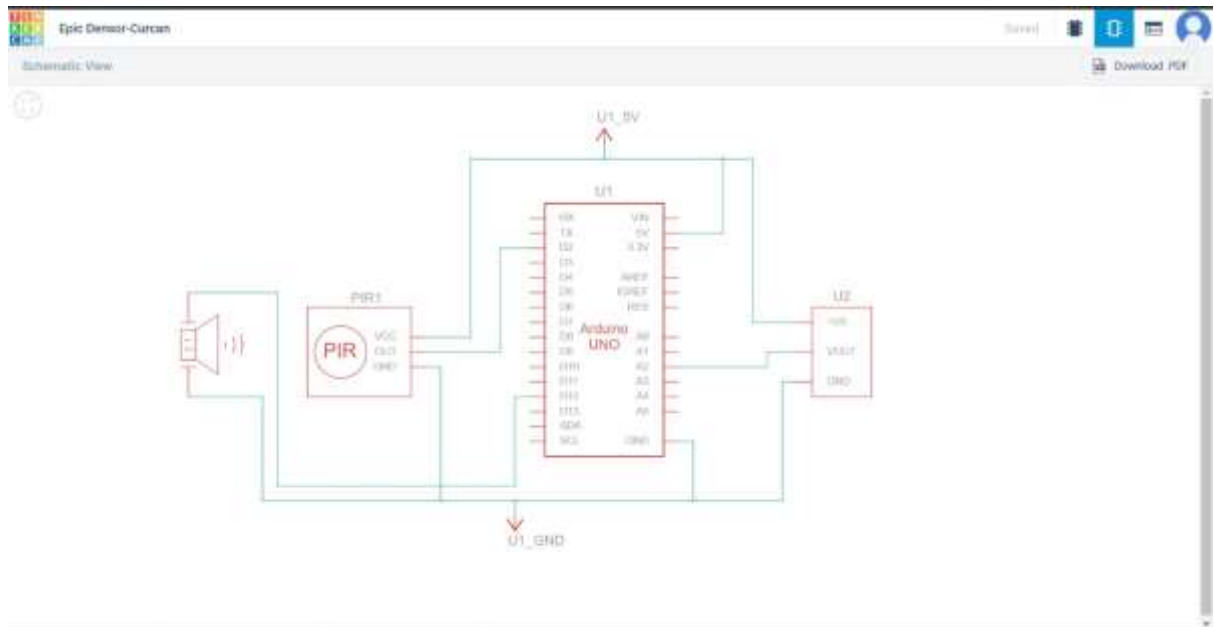 Epic Densor-Curcan
Saved
Schematic View
Download PDF
U1_5V
U1
RX
TX
D2
D3
D4
D5
D6
D7
D8
D9
D10
D11
D12
D13
SDA
SCL
VIN
5V
3.3V
AREF
IOREF
RES
A0
A1
A2
A3
A4
A5
GND
Arduino
UNO
PIR1
PIR
VCC
OUT
GND
U2
VOUT
GND
U1_GND